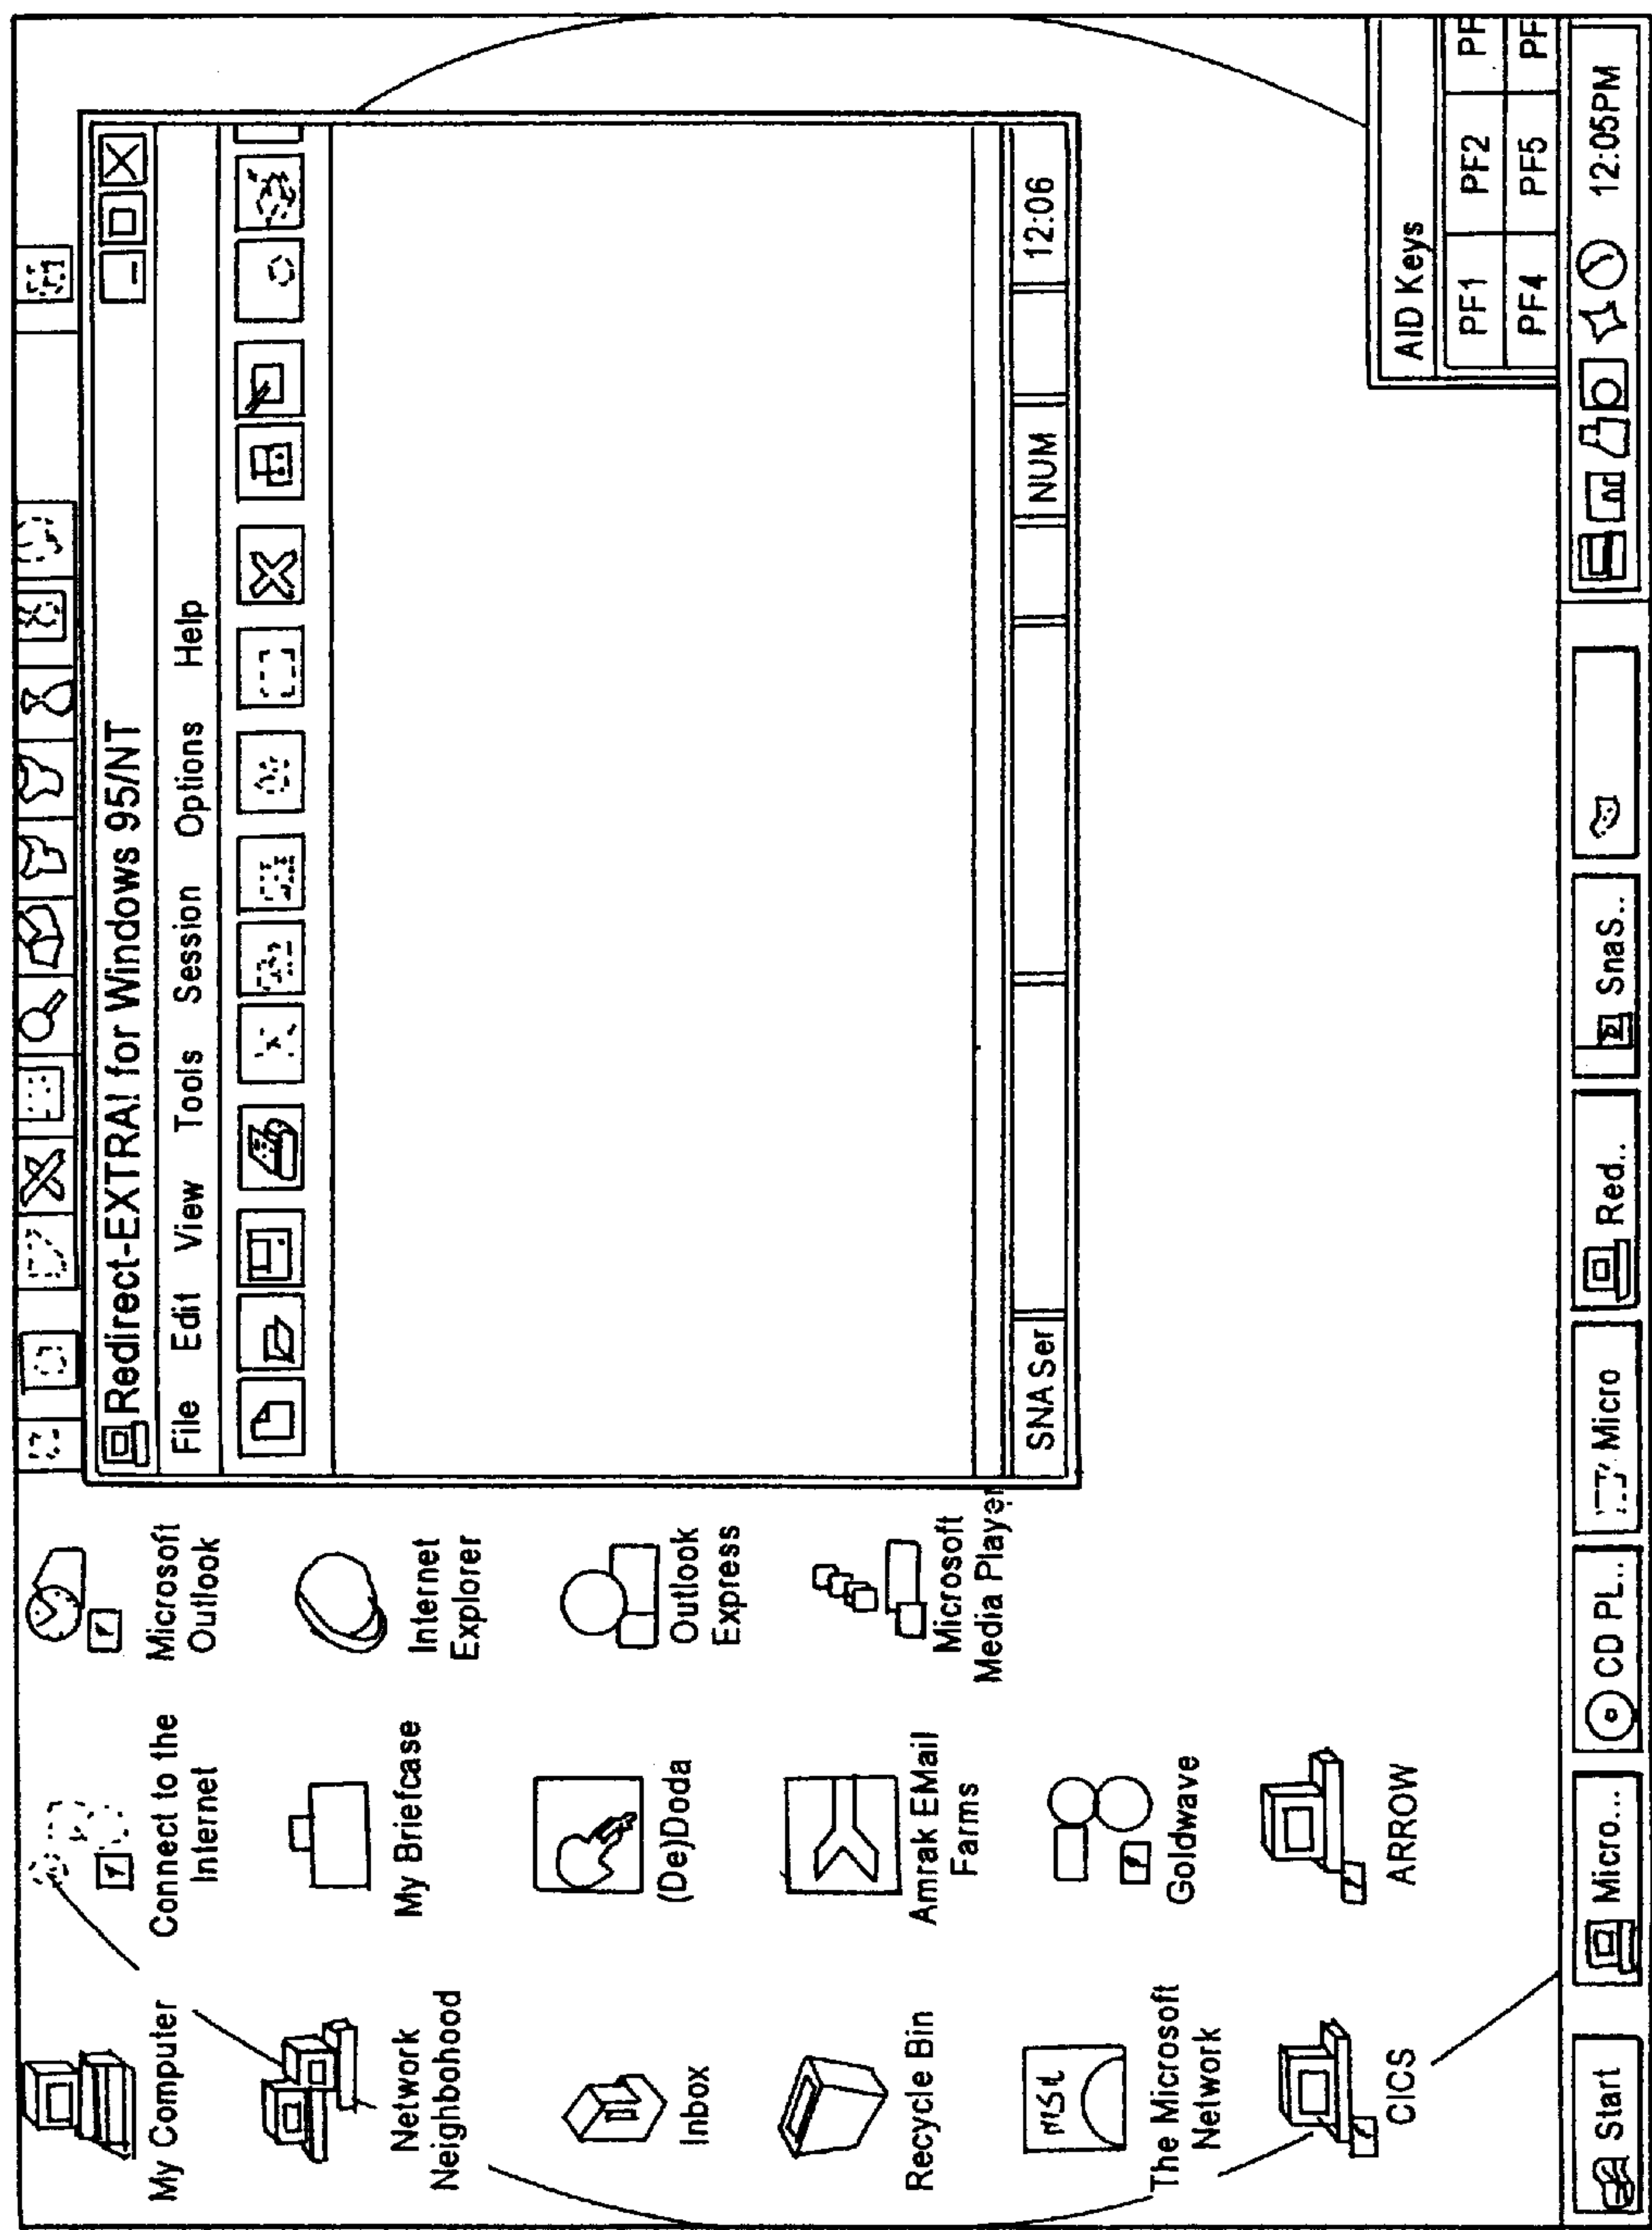 My Computer
Connect to the
Internet
Microsoft
Outlook
Network
Neighbohood
My Briefcase
Internet
Explorer
Inbox
(De)Doda
Outlook
Express
Recycle Bin
Amrak EMail
Farms
Microsoft
Media Player
The Microsoft
Network
Goldwave
CICS
ARROW
Redirect-EXTRA! for Windows 95/NT
File Edit View Tools Session Options Help
SNA Ser NUM 12:06
AID Keys
PF1 PF2 PF
PF4 PF5 PF
Start Micro... CD PL.. Micro Red.. SnaS.. 12:05PM